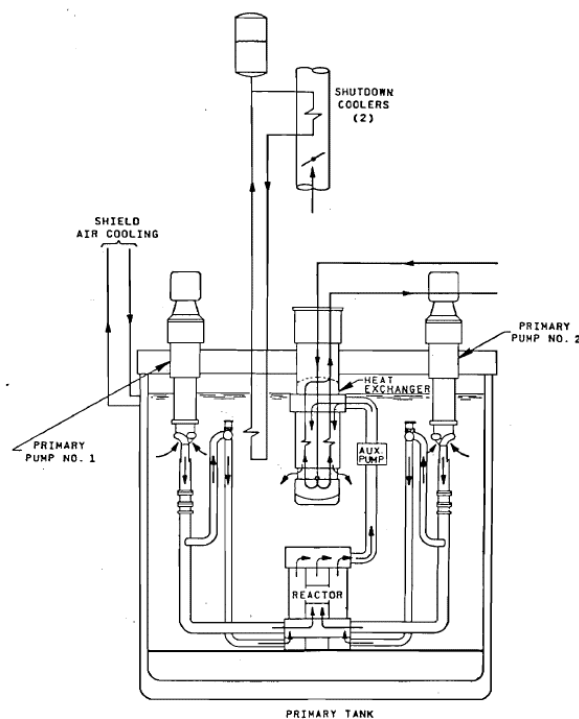 SHUTDOWN
COOLERS
(2)
SHIELD
AIR COOLING
PRIMARY
PUMP NO. 2
HEAT
EXCHANGER
PRIMARY
PUMP NO. 1
AUX.
PUMP
REACTOR
PRIMARY TANK